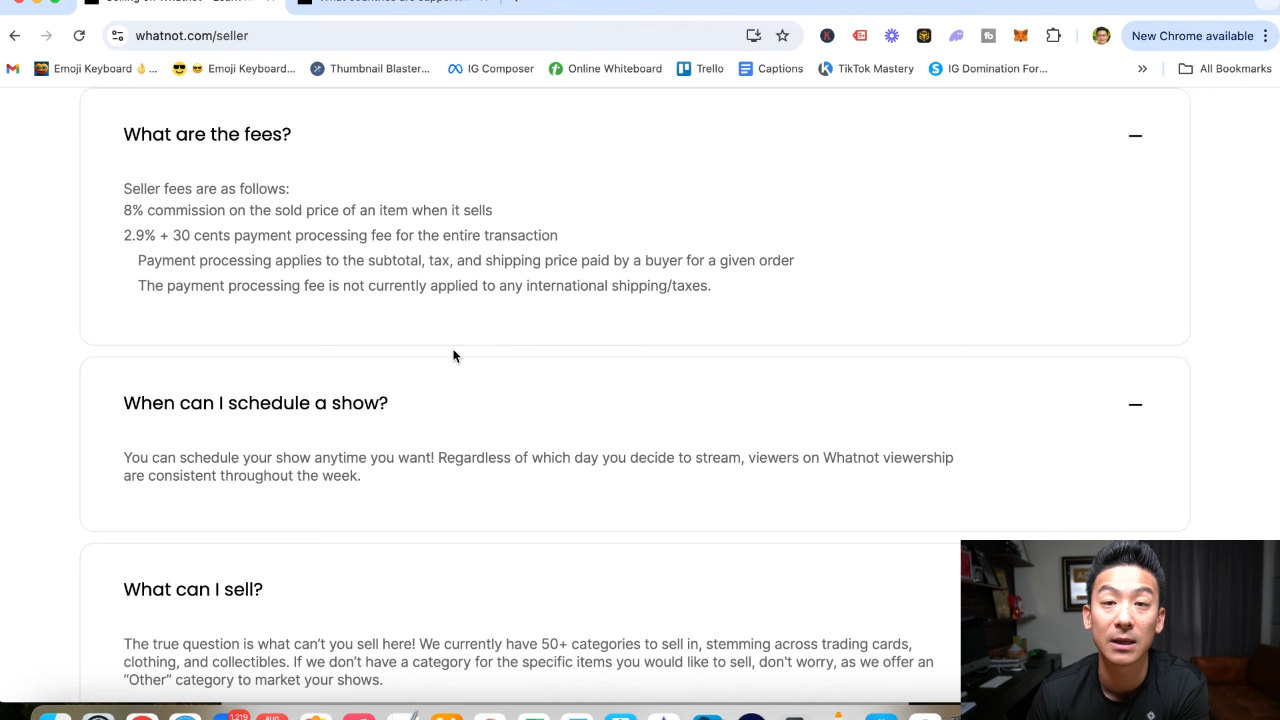 whatnot.com/seller
New Chrome available
Emoji Keyboard 👌 ...
Emoji Keyboard...
Thumbnail Blaster...
IG Composer
Online Whiteboard
Trello
Captions
TikTok Mastery
IG Domination For...
All Bookmarks
What are the fees?
Seller fees are as follows:
8% commission on the sold price of an item when it sells
2.9% + 30 cents payment processing fee for the entire transaction
Payment processing applies to the subtotal, tax, and shipping price paid by a buyer for a given order
The payment processing fee is not currently applied to any international shipping/taxes.
When can I schedule a show?
You can schedule your show anytime you want! Regardless of which day you decide to stream, viewers on Whatnot viewership
are consistent throughout the week.
What can I sell?
The true question is what can’t you sell here! We currently have 50+ categories to sell in, stemming across trading cards,
clothing, and collectibles. If we don’t have a category for the specific items you would like to sell, don't worry, as we offer an
“Other” category to market your shows.
1,219
AUG